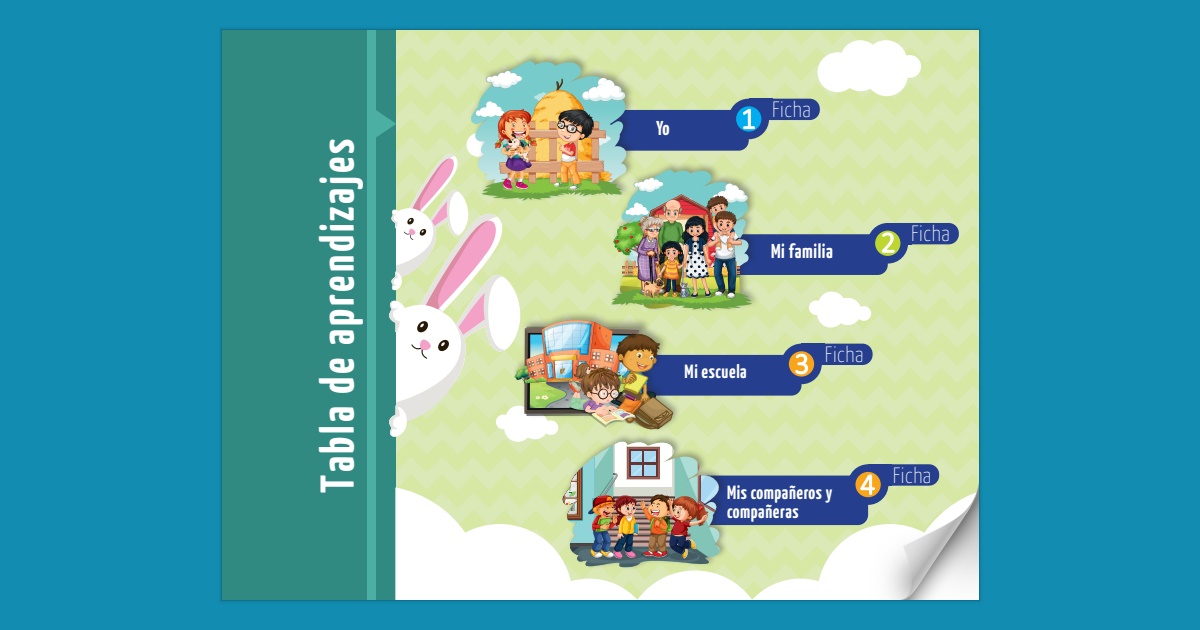 Tabla de aprendizajes
Yo
1
Ficha
Mi familia
2
Ficha
Mi escuela
3
Ficha
Mis compañeros y
compañeras
4
Ficha